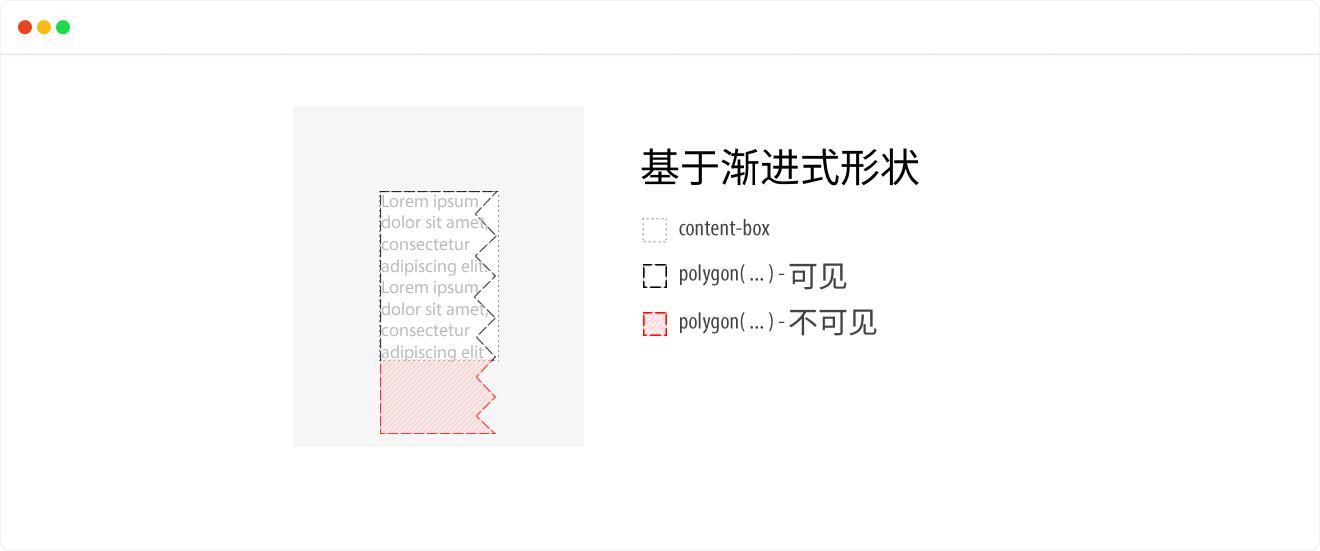 Lorem ipsum
dolor sit amet,
consectetur
adipiscing elit.
Lorem ipsum
dolor sit amet,
consectetur
adipiscing elit.
基于渐进式形状
content-box
polygon( ... ) - 可见
polygon( ... ) - 不可见